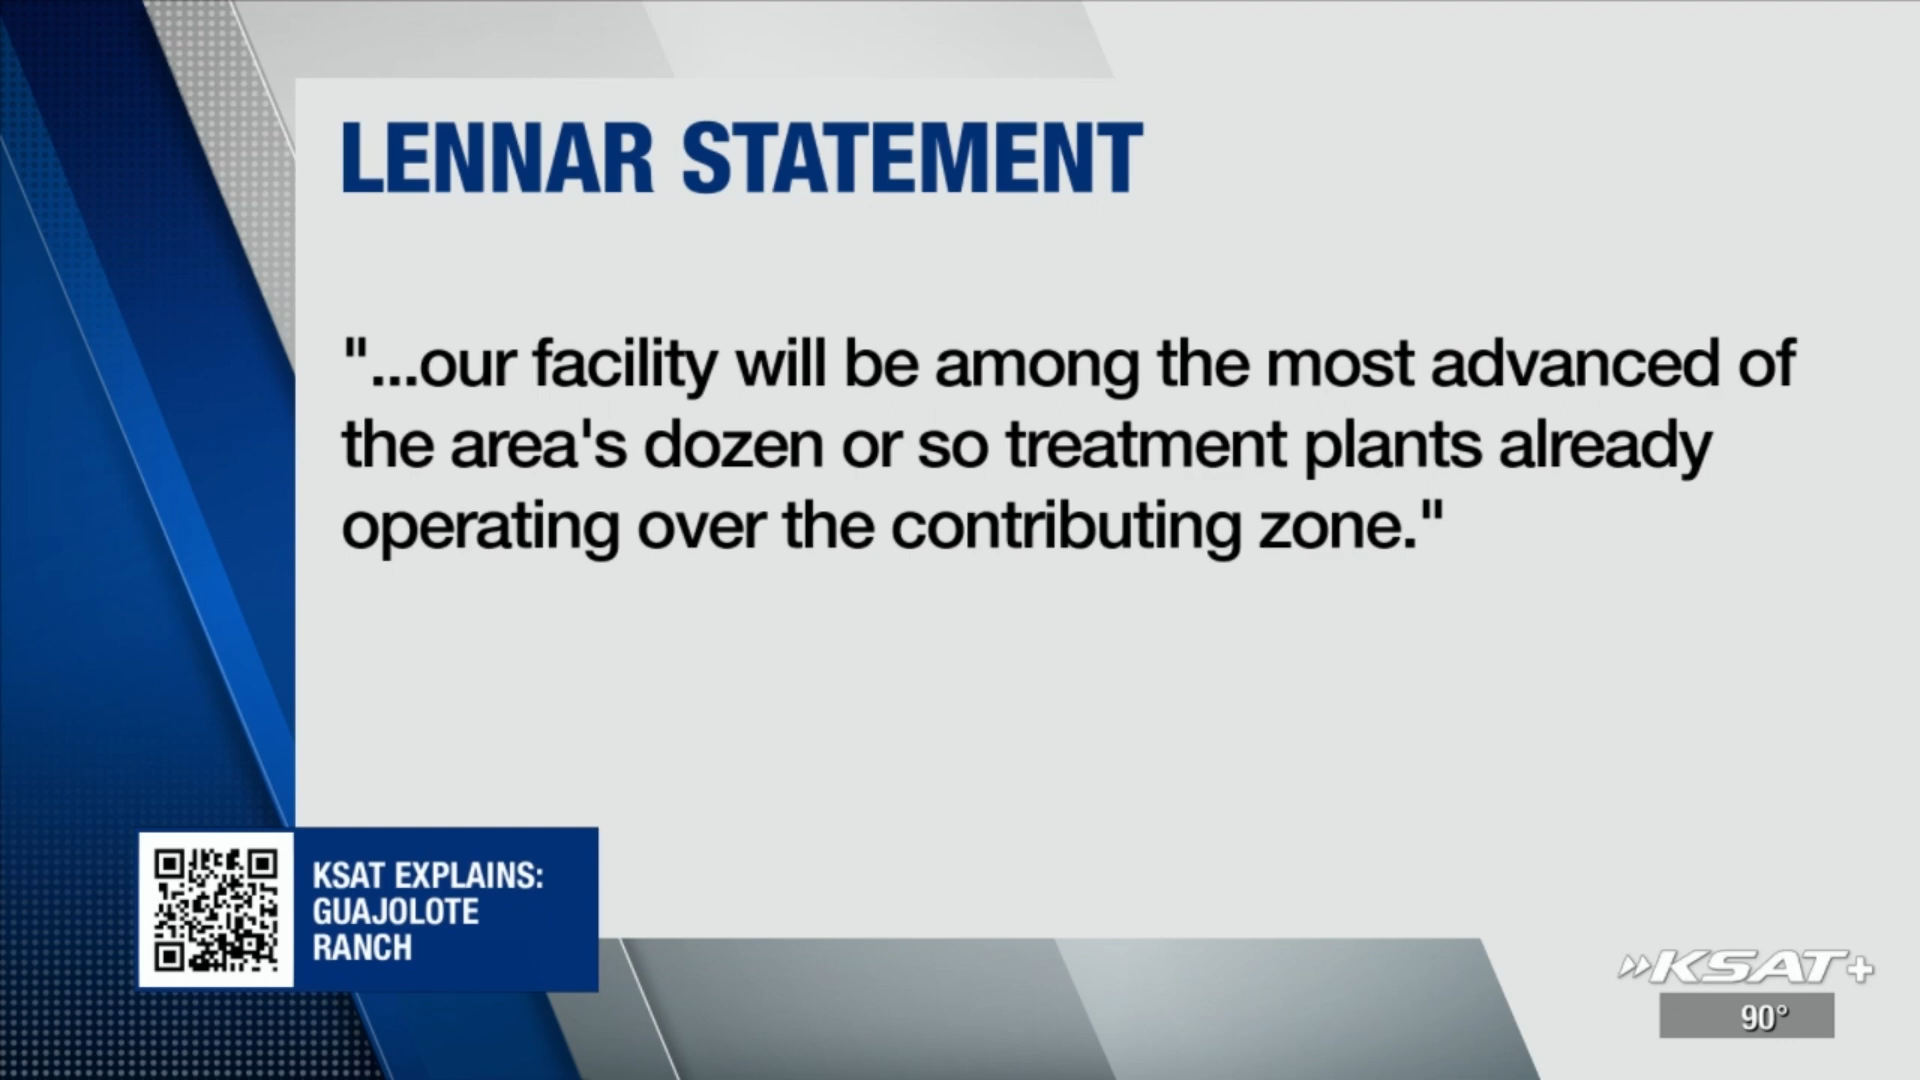 LENNAR STATEMENT
"...our facility will be among the most advanced of
the area's dozen or so treatment plants already
operating over the contributing zone."
KSAT EXPLAINS:
GUAJOLOTE
RANCH
KSAT+
90°